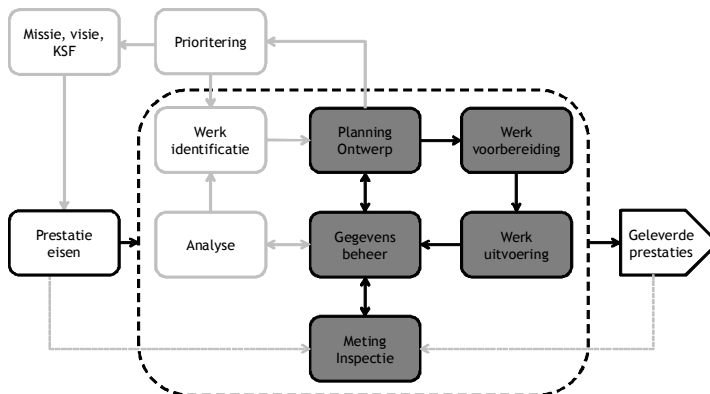 Missie, visie,
KSF
Prioritering
Werk
identificatie
Planning
Ontwerp
Werk
voorbereiding
Prestatie
eisen
Analyse
Gegevens
beheer
Werk
uitvoering
Geleverde
prestaties
Meting
Inspectie